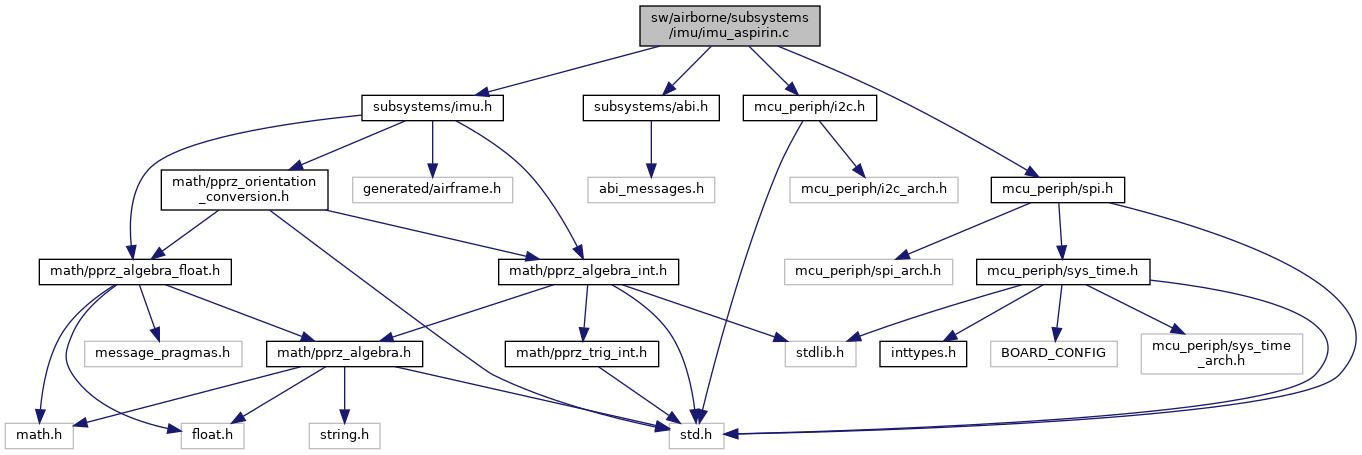 sw/airborne/subsystems
/imu/imu_aspirin.c
subsystems/imu.h
subsystems/abi.h
mcu_periph/i2c.h
math/pprz_orientation
_conversion.h
generated/airframe.h
abi_messages.h
mcu_periph/i2c_arch.h
mcu_periph/spi.h
math/pprz_algebra_float.h
math/pprz_algebra_int.h
mcu_periph/spi_arch.h
mcu_periph/sys_time.h
message_pragmas.h
math/pprz_algebra.h
math/pprz_trig_int.h
stdlib.h
inttypes.h
BOARD_CONFIG
mcu_periph/sys_time
_arch.h
math.h
float.h
string.h
std.h